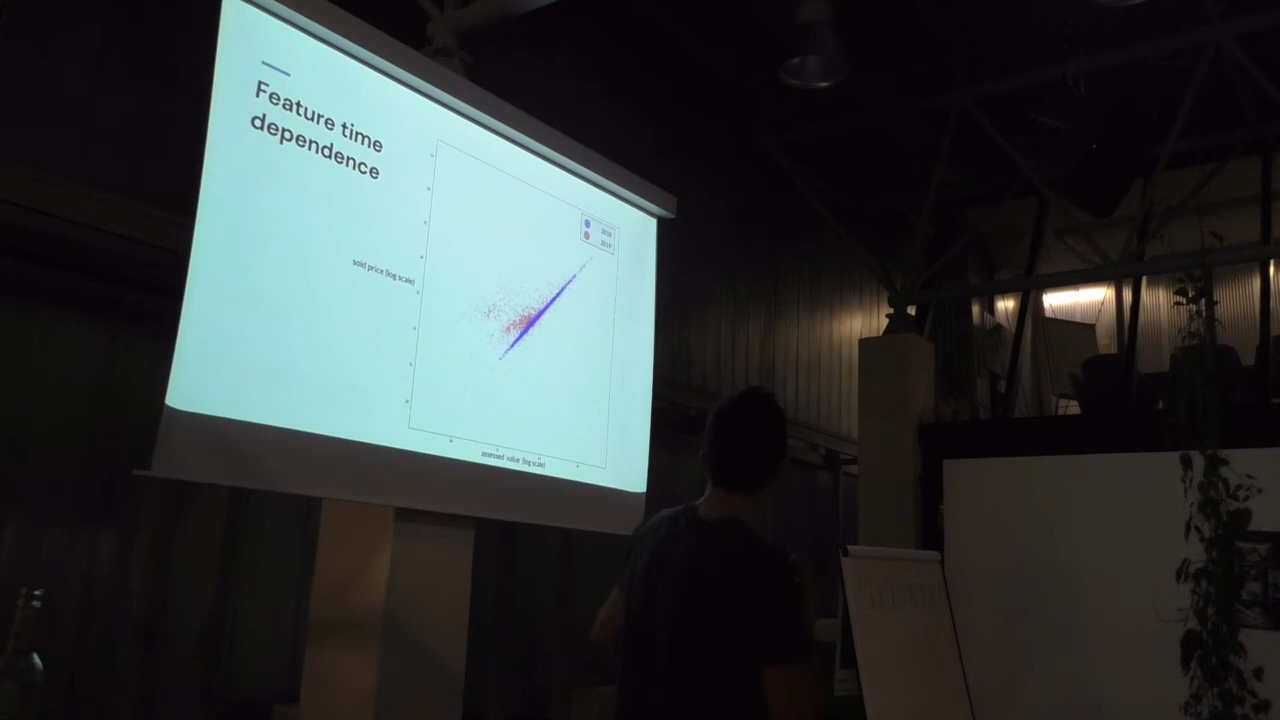 Feature time
dependence
2018
2019
sold price (log scale)
assessed value (log scale)